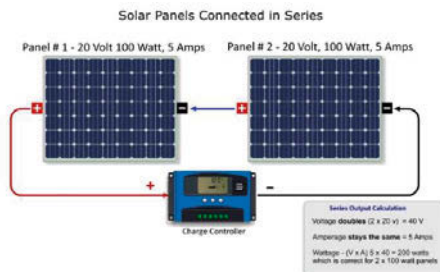 Solar Panels Connected in Series
Panel # 1 - 20 Volt 100 Watt, 5 Amps
Panel # 2 - 20 Volt, 100 Watt, 5 Amps
+
-
+
-
+
-
Charge Controller
Series Output Calculation
Voltage doubles (2 x 20 v) = 40 V
Amperage stays the same = 5 Amps
Wattage - (V x A) 5 x 40 = 200 watts
which is correct for 2 x 100 watt panels